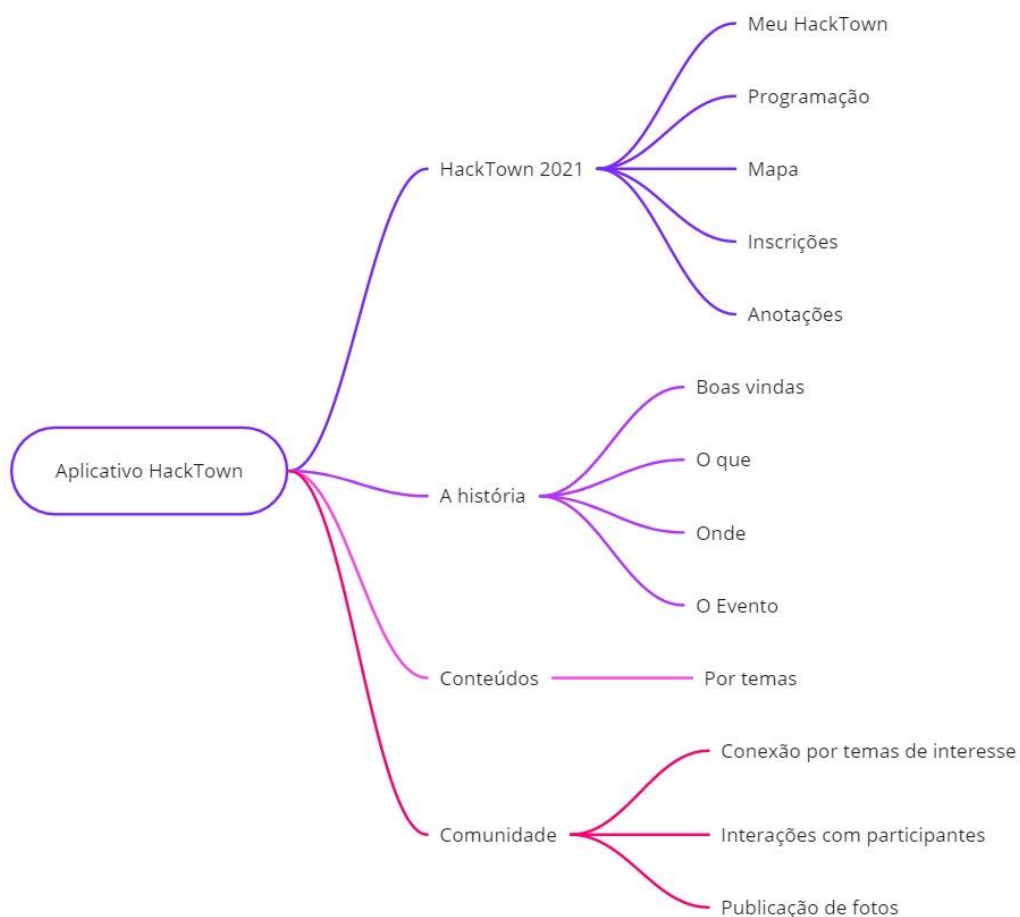 Aplicativo HackTown
HackTown 2021
Meu HackTown
Programação
Mapa
Inscrições
Anotações
A história
Boas vindas
O que
Onde
O Evento
Conteúdos
Por temas
Comunidade
Conexão por temas de interesse
Interações com participantes
Publicação de fotos